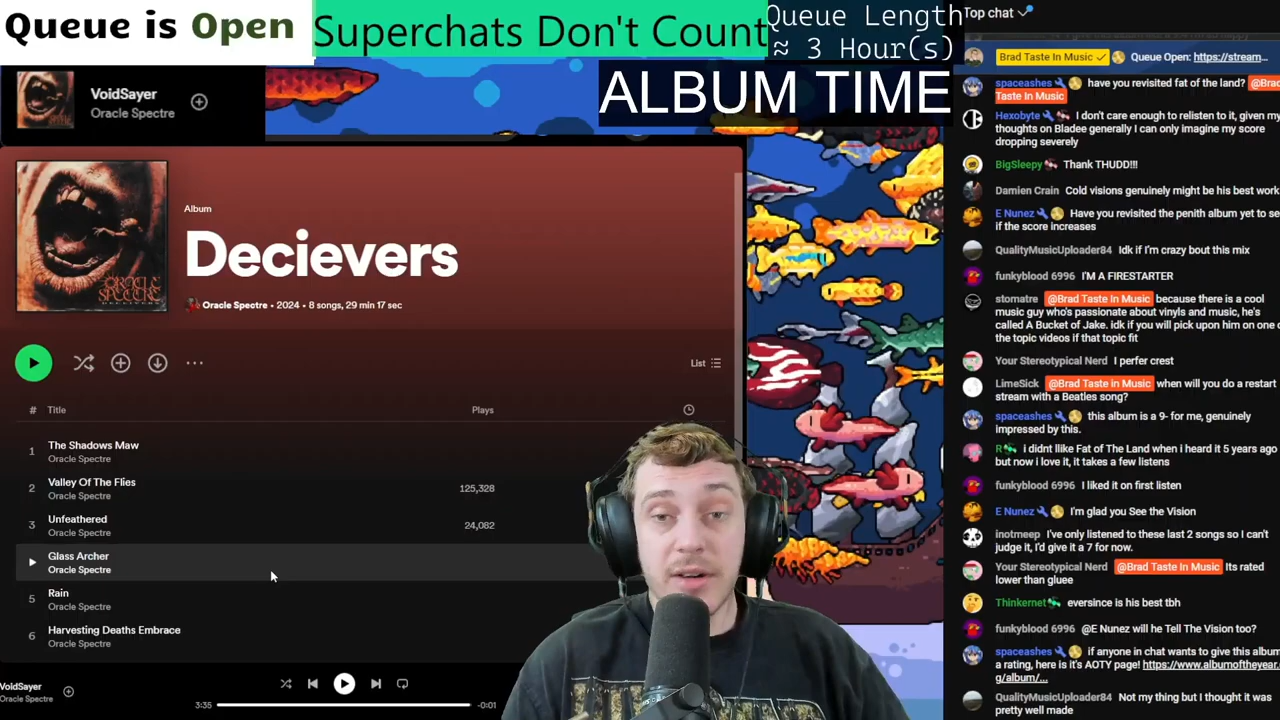 Queue is Open
Superchats Don't Count
Queue Length
≈ 3 Hour(s)
ALBUM TIME
VoidSayer
Oracle Spectre
Album
Decievers
Oracle Spectre • 2024 • 8 songs, 29 min 17 sec
List
# Title Plays
1 The Shadows Maw
Oracle Spectre
2 Valley Of The Flies 125,328
Oracle Spectre
3 Unfeathered 24,082
Oracle Spectre
Glass Archer
Oracle Spectre
5 Rain
Oracle Spectre
6 Harvesting Deaths Embrace
Oracle Spectre
VoidSayer
Oracle Spectre
3:35 -0:01
ORACLE
SPECTRE
DECEIVERS
Top chat
Brad Taste In Music Queue Open: https://stream...
spaceashes have you revisited fat of the land? @Brad
Taste In Music
Hexobyte I don't care enough to relisten to it, given my
thoughts on Bladee generally I can only imagine my score
dropping severely
BigSleepy Thank THUDD!!!
Damien Crain Cold visions genuinely might be his best work
E Nunez Have you revisited the penith album yet to see
if the score increases
QualityMusicUploader84 Idk if I'm crazy bout this mix
funkyblood 6996 I'M A FIRESTARTER
stomatre @Brad Taste In Music because there is a cool
music guy who's passionate about vinyls and music, he's
called A Bucket of Jake. idk if you will pick upon him on one of
the topic videos if that topic fit
Your Stereotypical Nerd I perfer crest
LimeSick @Brad Taste In Music when will you do a restart
stream with a Beatles song?
spaceashes this album is a 9- for me, genuinely
impressed by this.
R i didnt llke Fat of The Land when i heard it 5 years ago
but now i love it, it takes a few listens
funkyblood 6996 I liked it on first listen
E Nunez I'm glad you See the Vision
inotmeep I've only listened to these last 2 songs so I can't
judge it, I'd give it a 7 for now.
Your Stereotypical Nerd @Brad Taste In Music Its rated
lower than gluee
Thinkernet eversince is his best tbh
funkyblood 6996 @E Nunez will he Tell The Vision too?
spaceashes if anyone in chat wants to give this album
a rating, here is it's AOTY page! https://www.albumoftheyear.
g/album/...
QualityMusicUploader84 Not my thing but I thought it was
pretty well made